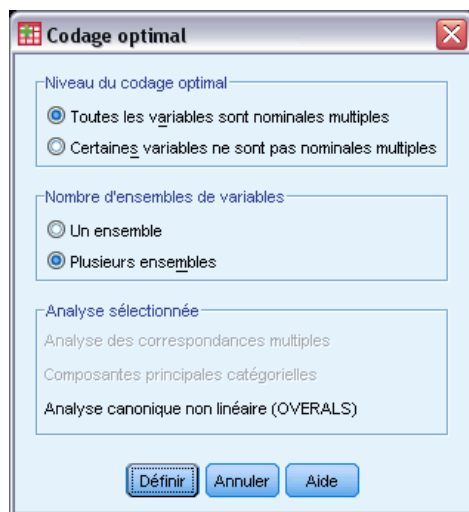 Codage optimal
Niveau du codage optimal
Toutes les variables sont nominales multiples
Certaines variables ne sont pas nominales multiples
Nombre d'ensembles de variables
Un ensemble
Plusieurs ensembles
Analyse sélectionnée
Analyse des correspondances multiples
Composantes principales catégorielles
Analyse canonique non linéaire (OVERALS)
Définir Annuler Aide